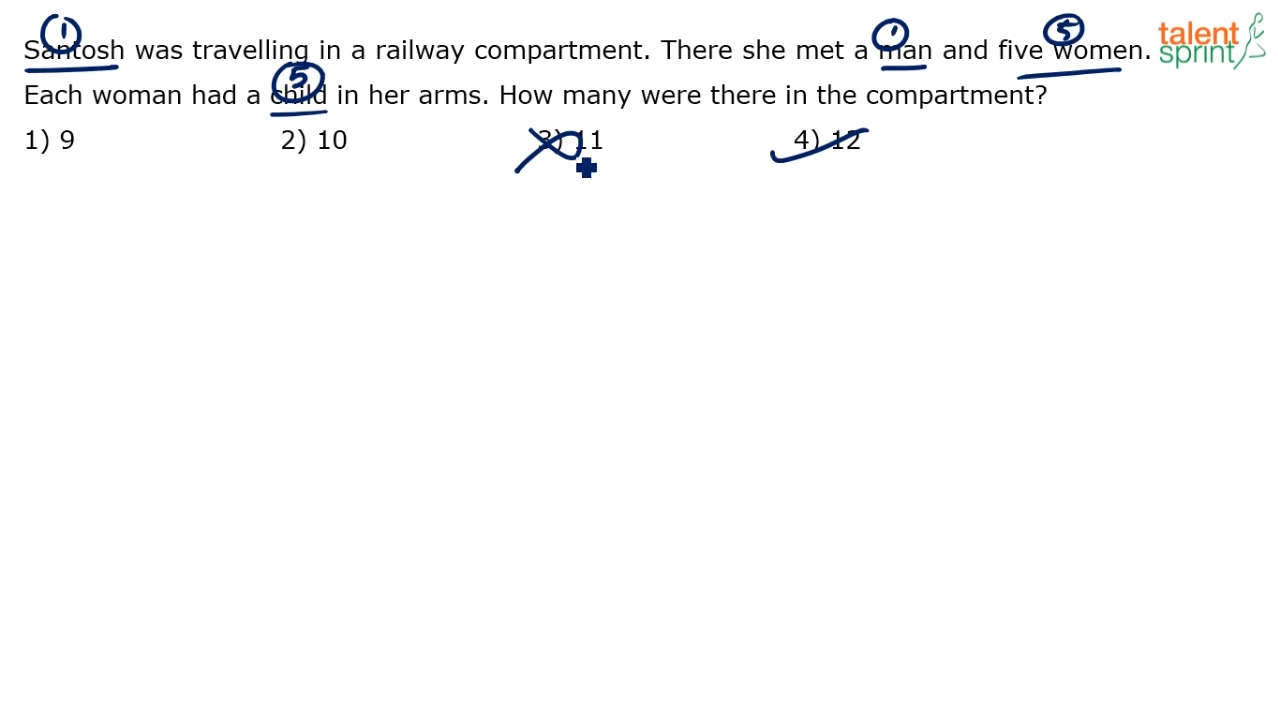 1 1 5
Santosh was travelling in a railway compartment. There she met a man and five women.
talent
sprint
5
Each woman had a child in her arms. How many were there in the compartment?
1) 9 2) 10 3) 11 4) 12